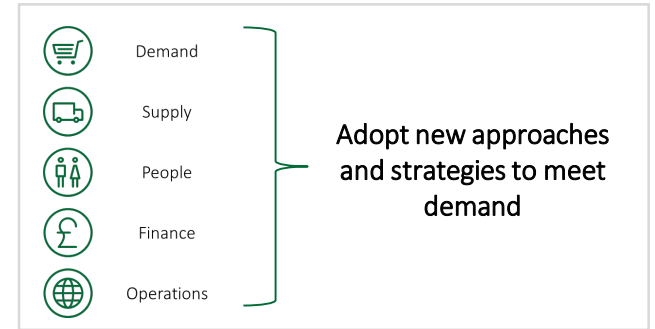 Demand
Supply
People
Finance
Operations
Adopt new approaches
and strategies to meet
demand